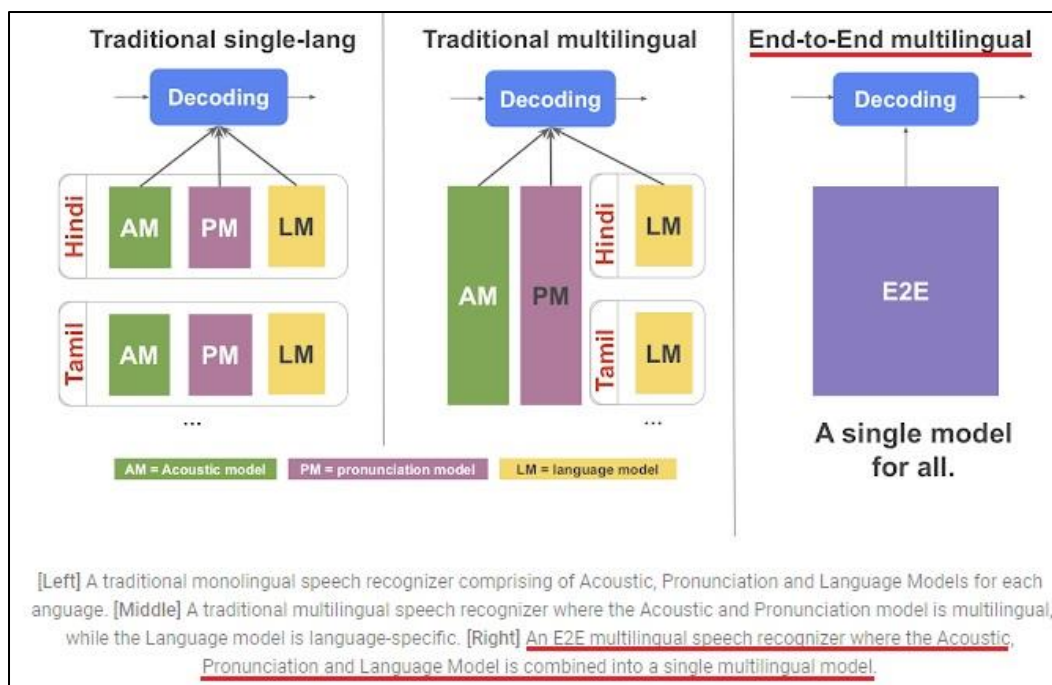 Traditional single-lang
Decoding
Hindi
AM
PM
LM
Tamil
AM
PM
LM
...
Traditional multilingual
Decoding
AM
PM
Hindi
LM
Tamil
LM
...
End-to-End multilingual
Decoding
E2E
A single model
for all.
AM = Acoustic model
PM = pronunciation model
LM = language model
[Left] A traditional monolingual speech recognizer comprising of Acoustic, Pronunciation and Language Models for each
anguage. [Middle] A traditional multilingual speech recognizer where the Acoustic and Pronunciation model is multilingual,
while the Language model is language-specific. [Right] An E2E multilingual speech recognizer where the Acoustic,
Pronunciation and Language Model is combined into a single multilingual model.